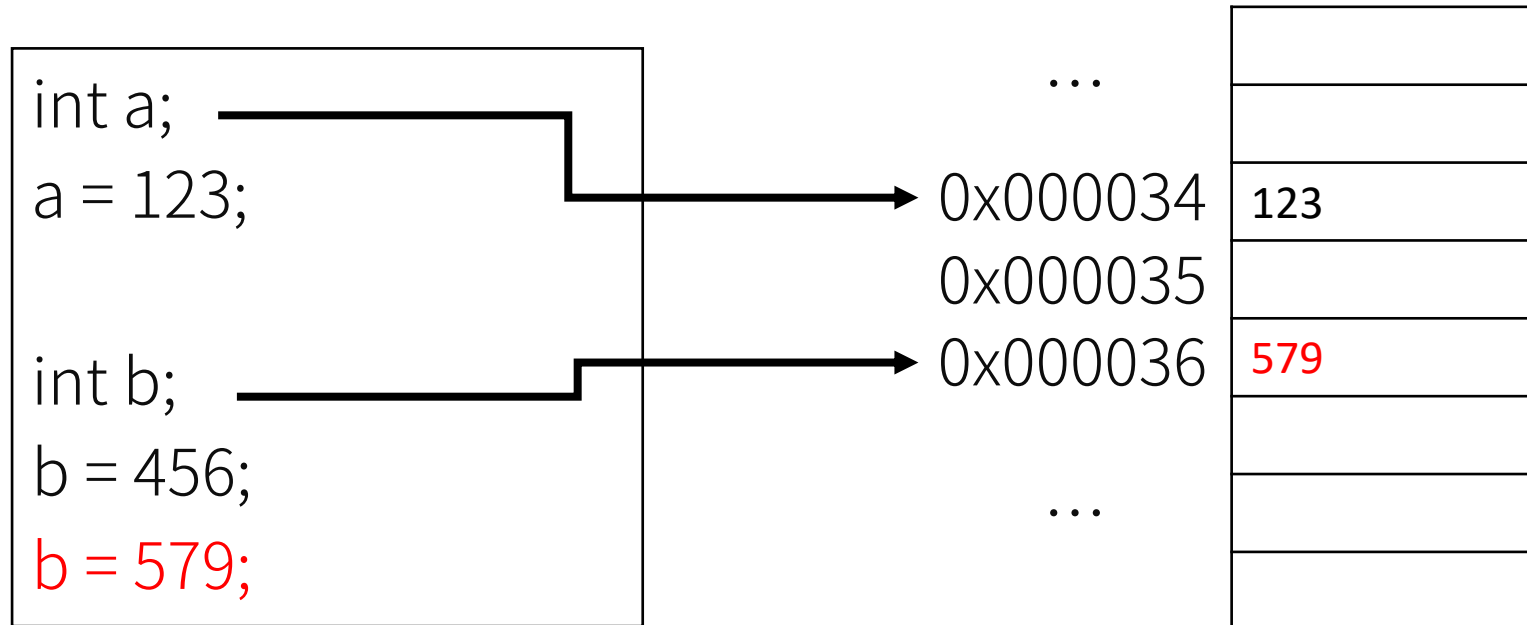 int a;
a = 123;
int b;
b = 456;
b = 579;
…
0x000034 123
0x000035
0x000036 579
…